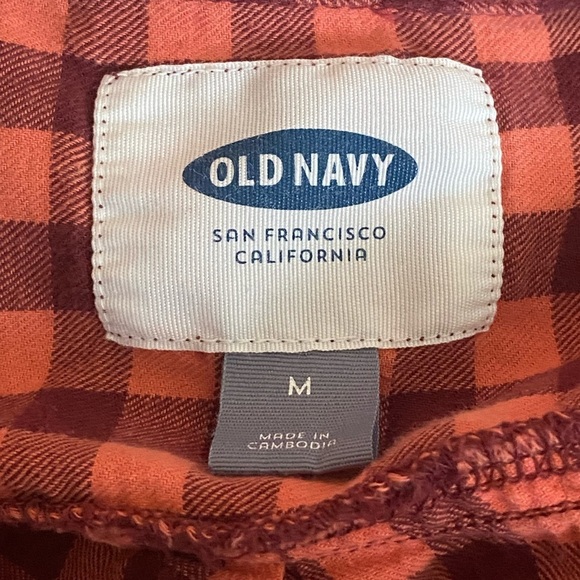 OLD NAVY
SAN FRANCISCO
CALIFORNIA
M
MADE IN
CAMBODIA